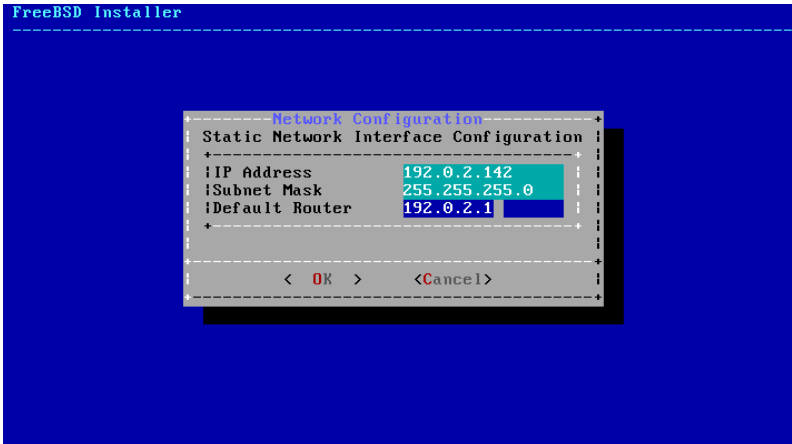 FreeBSD Installer
Network Configuration
Static Network Interface Configuration
IP Address 192.0.2.142
Subnet Mask 255.255.255.0
Default Router 192.0.2.1
< OK > <Cancel>